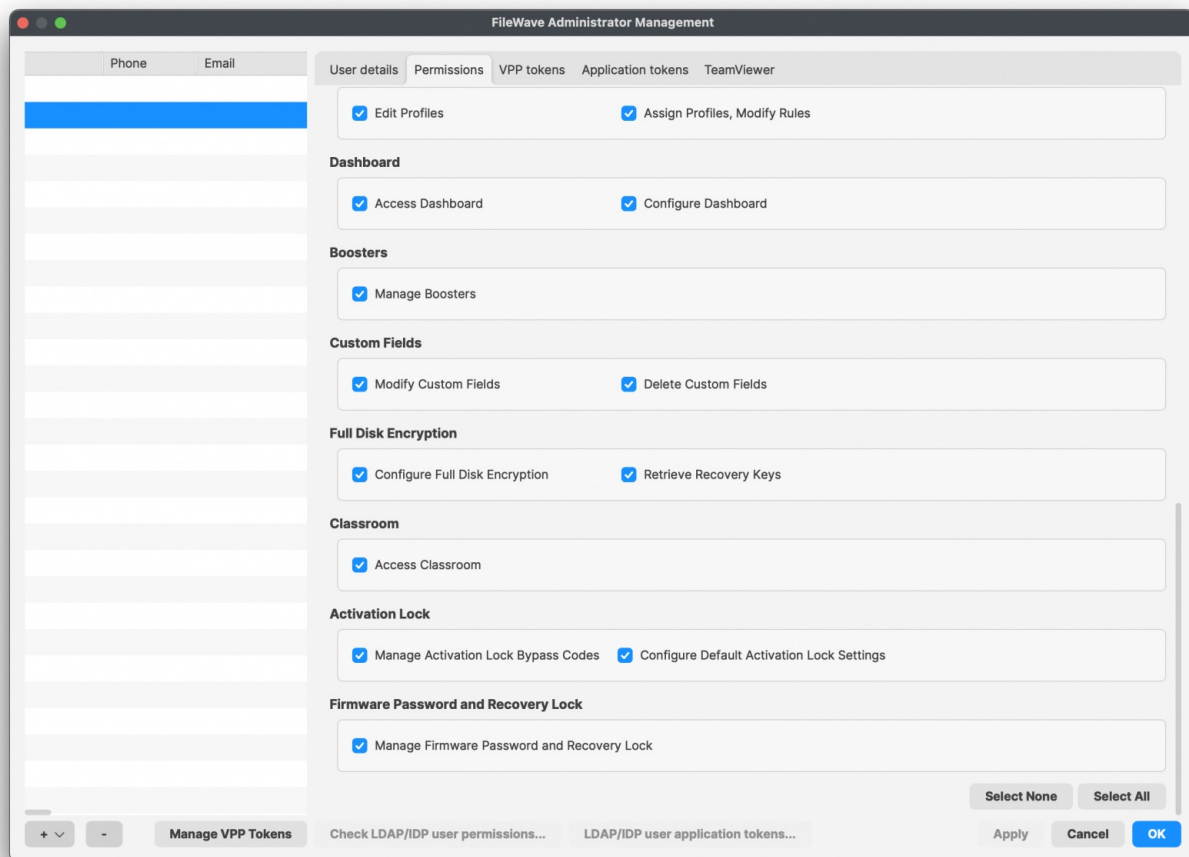 FileWave Administrator Management
Phone Email
User details Permissions VPP tokens Application tokens TeamViewer
Edit Profiles Assign Profiles, Modify Rules
Dashboard
Access Dashboard Configure Dashboard
Boosters
Manage Boosters
Custom Fields
Modify Custom Fields Delete Custom Fields
Full Disk Encryption
Configure Full Disk Encryption Retrieve Recovery Keys
Classroom
Access Classroom
Activation Lock
Manage Activation Lock Bypass Codes Configure Default Activation Lock Settings
Firmware Password and Recovery Lock
Manage Firmware Password and Recovery Lock
Select None Select All
+ - Manage VPP Tokens Check LDAP/IDP user permissions... LDAP/IDP user application tokens... Apply Cancel OK